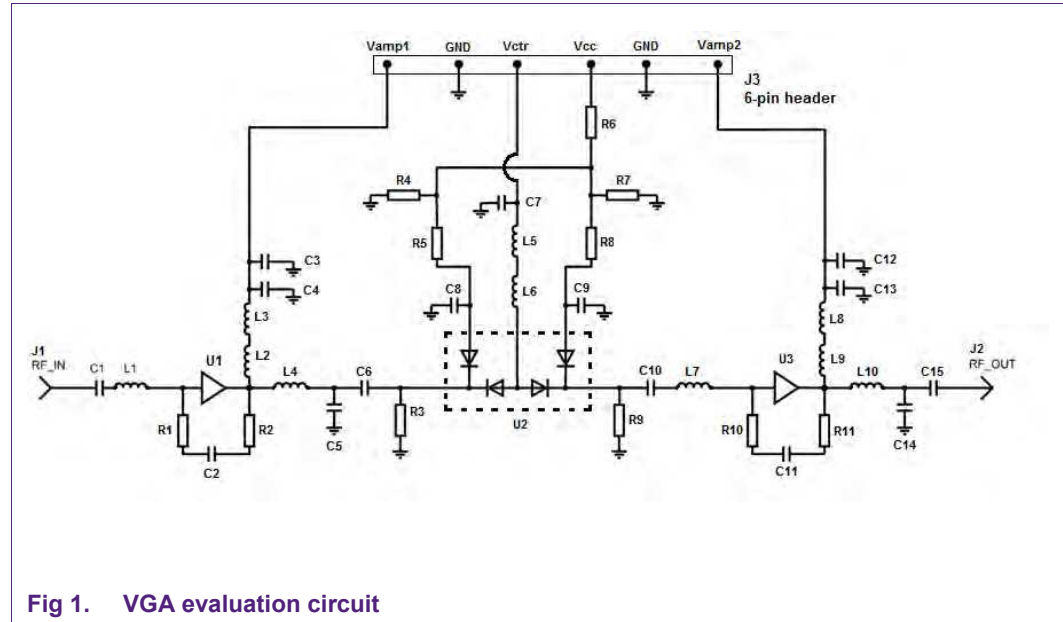 Vamp1 GND Vctr Vcc GND Vamp2
J3
6-pin header
R6
R4 R7
C7
R5 L5 R8
C3 C12
C8 L6 C9
C4 C13
L3 L8
J1
RF_IN
C1 L1 U1 L2 L4 C6 C10 L7 U3 L9 L10 C15
J2
RF_OUT
R1 R2 C5 R3 U2 R9 R10 R11 C14
C2 C11
Fig 1. VGA evaluation circuit